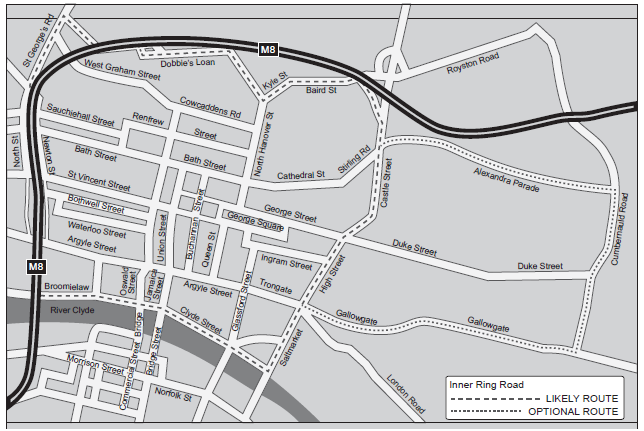 St George's Rd
M8
Dobbie's Loan
West Graham Street
Kyle St
Baird St
Royston Road
Cowcaddens Rd
Sauchiehall Street
Renfrew
Street
North St
Newton St
Bath Street
Bath Street
North Hanover St
Stirling Rd
Cathedral St
Castle Street
Alexandra Parade
Cumbernauld Road
St Vincent Street
Bothwell Street
Buchannan Street
George Street
George Square
Waterloo Street
Argyle Street
Union Street
Queen St
Duke Street
Duke Street
M8
Ingram Street
High Street
Oswald Street
Jamaica Street
Argyle Street
Trongate
Glassford Street
Broomielaw
River Clyde
Clyde Street
Gallowgate
Gallowgate
Saltmarket
Morrison Street
Commercial Street Bridge
Bridge Street
Norfolk St
London Road
Inner Ring Road
LIKELY ROUTE
OPTIONAL ROUTE